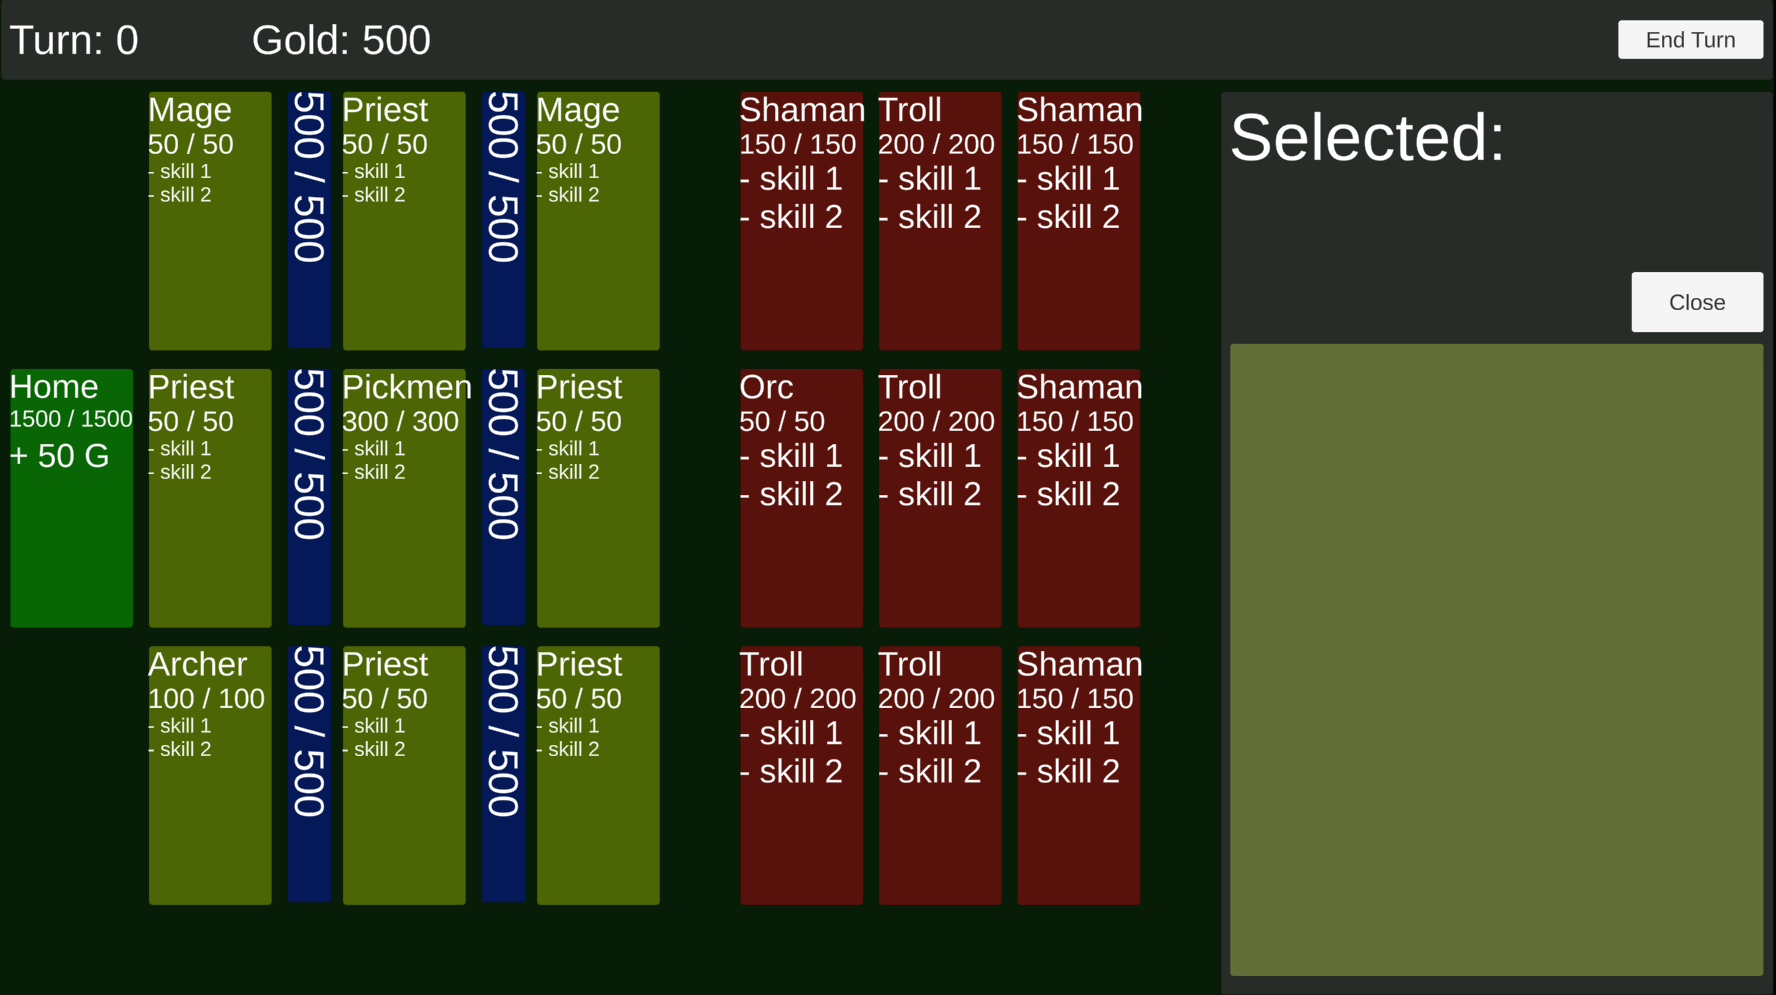 Turn: 0
Gold: 500
End Turn
Mage
50 / 50
- skill 1
- skill 2
500 / 500
Priest
50 / 50
- skill 1
- skill 2
500 / 500
Mage
50 / 50
- skill 1
- skill 2
Shaman
150 / 150
- skill 1
- skill 2
Troll
200 / 200
- skill 1
- skill 2
Shaman
150 / 150
- skill 1
- skill 2
Home
1500 / 1500
+ 50 G
Priest
50 / 50
- skill 1
- skill 2
500 / 500
Pickmen
300 / 300
- skill 1
- skill 2
500 / 500
Priest
50 / 50
- skill 1
- skill 2
Orc
50 / 50
- skill 1
- skill 2
Troll
200 / 200
- skill 1
- skill 2
Shaman
150 / 150
- skill 1
- skill 2
Archer
100 / 100
- skill 1
- skill 2
500 / 500
Priest
50 / 50
- skill 1
- skill 2
500 / 500
Priest
50 / 50
- skill 1
- skill 2
Troll
200 / 200
- skill 1
- skill 2
Troll
200 / 200
- skill 1
- skill 2
Shaman
150 / 150
- skill 1
- skill 2
Selected:
Close